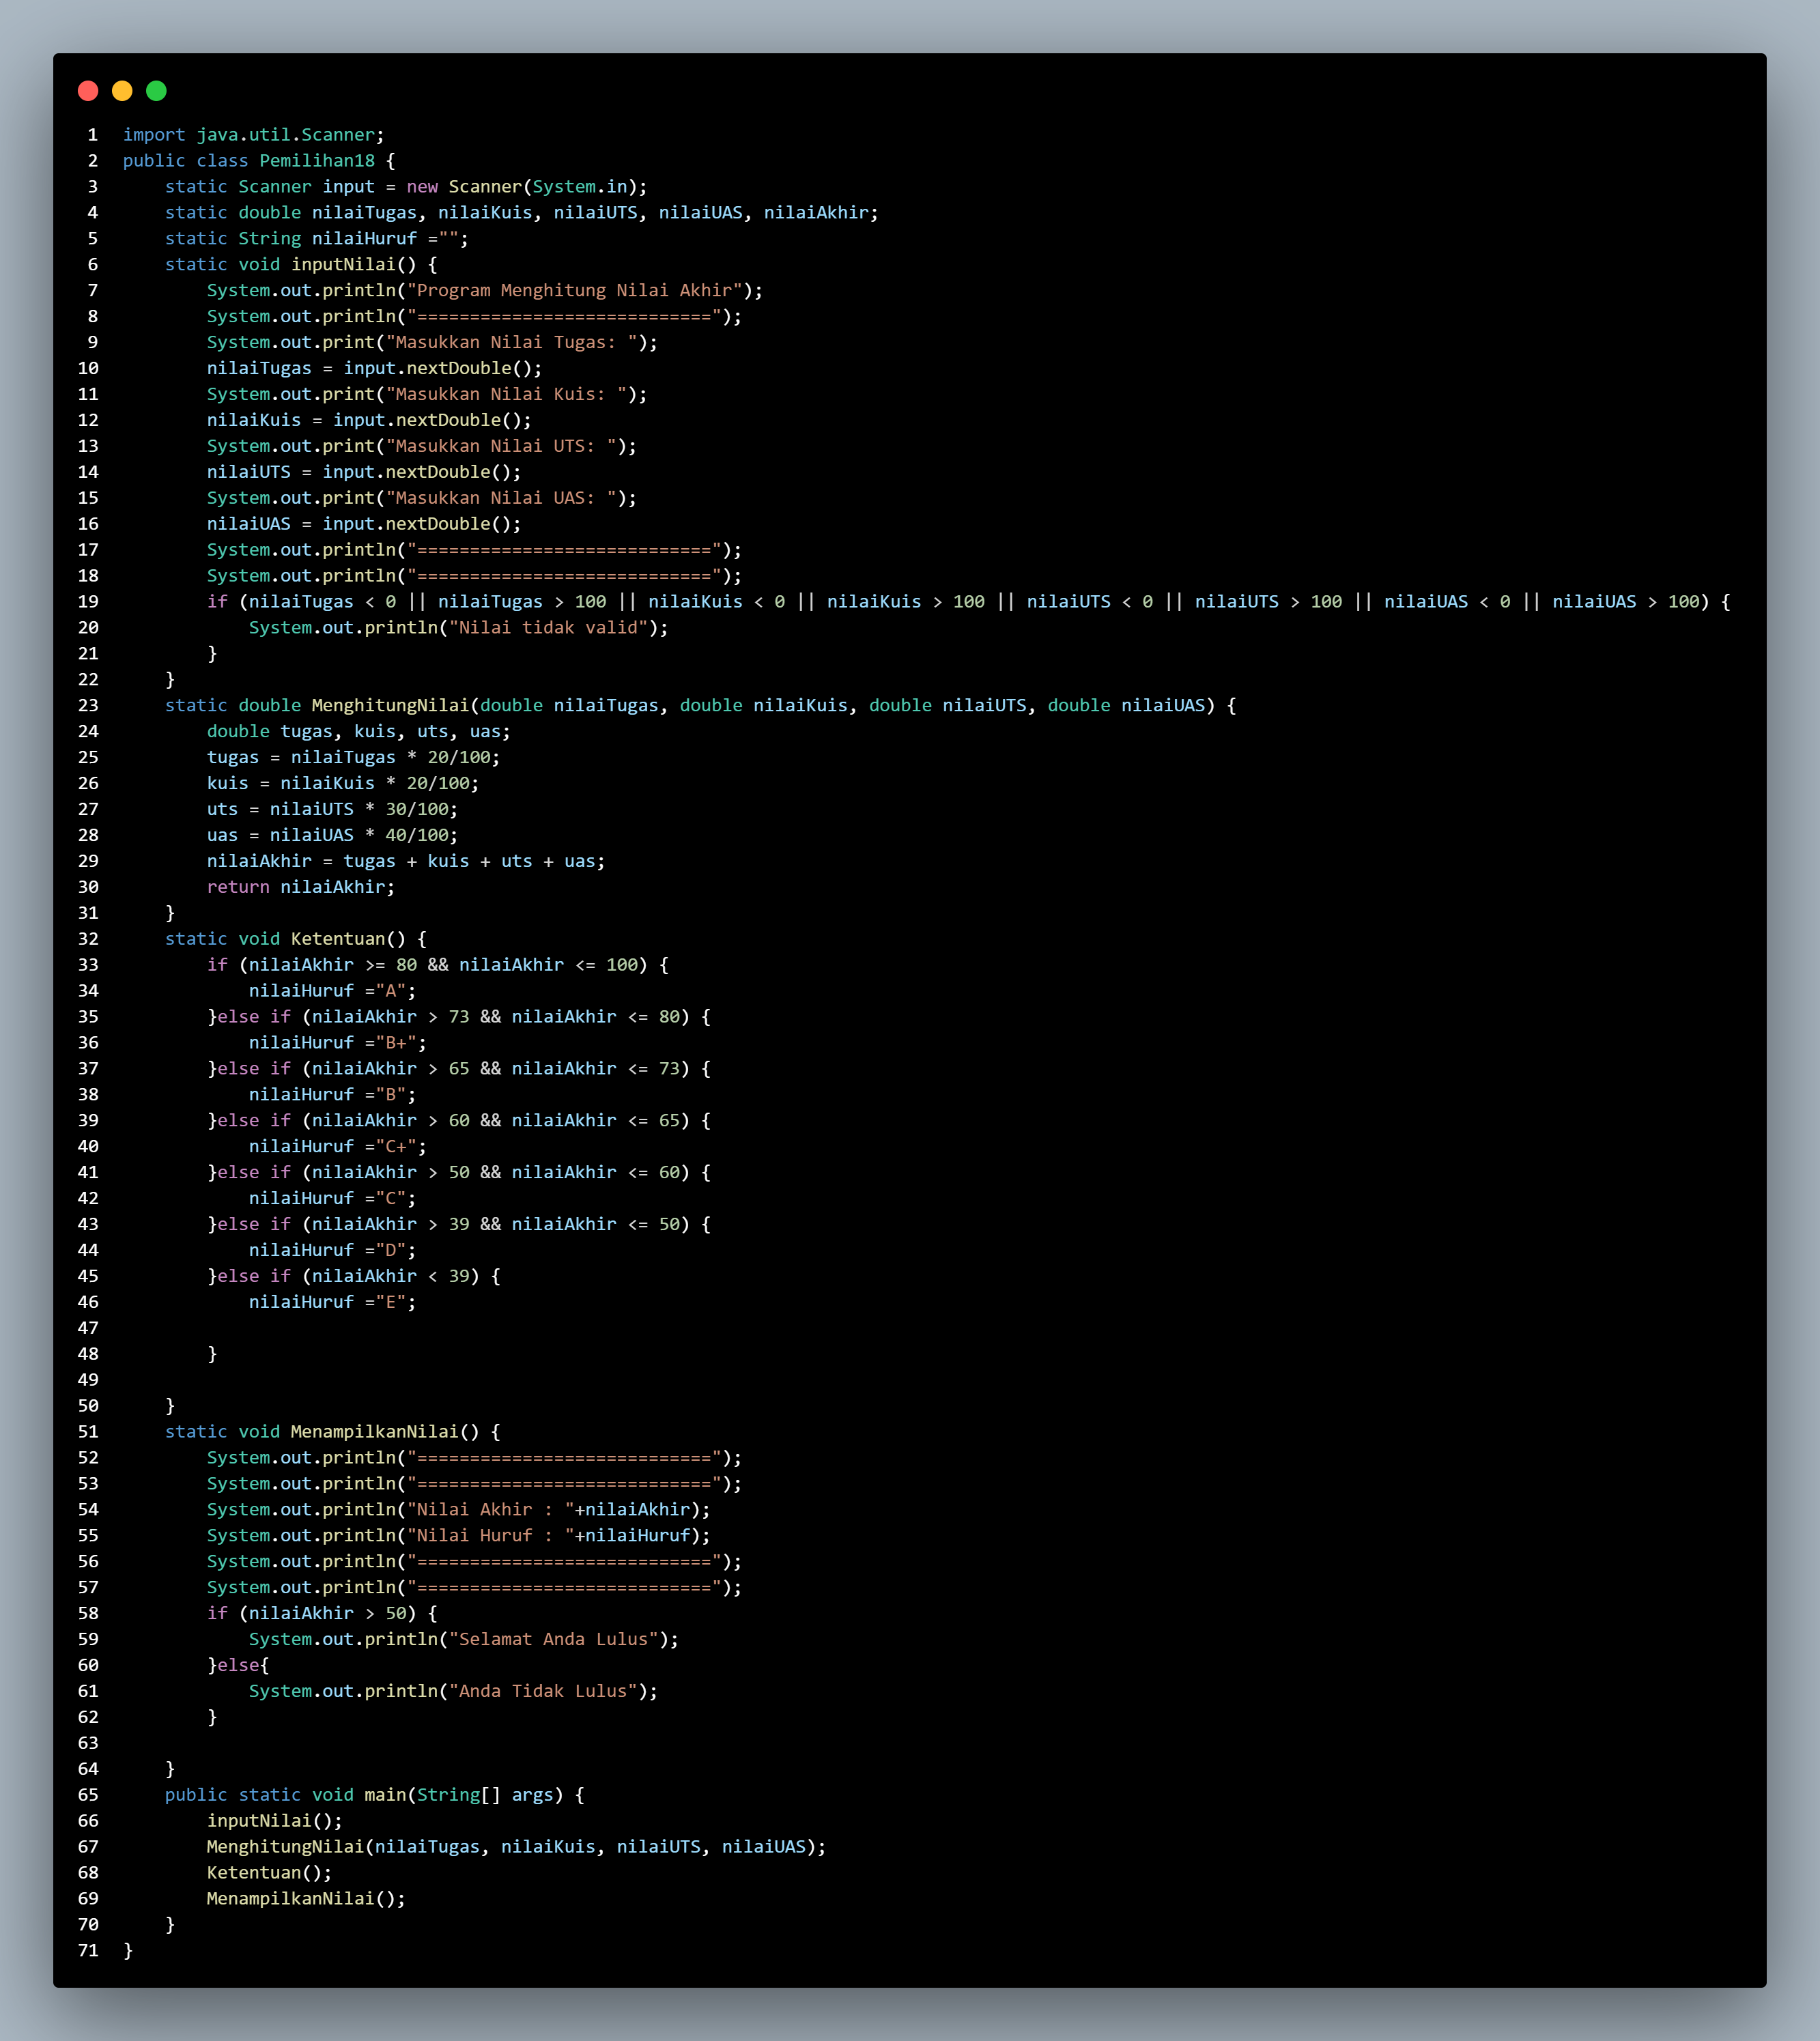 1 import java.util.Scanner;
2 public class Pemilihan18 {
3     static Scanner input = new Scanner(System.in);
4     static double nilaiTugas, nilaiKuis, nilaiUTS, nilaiUAS, nilaiAkhir;
5     static String nilaiHuruf ="";
6     static void inputNilai() {
7         System.out.println("Program Menghitung Nilai Akhir");
8         System.out.println("============================");
9         System.out.print("Masukkan Nilai Tugas: ");
10         nilaiTugas = input.nextDouble();
11         System.out.print("Masukkan Nilai Kuis: ");
12         nilaiKuis = input.nextDouble();
13         System.out.print("Masukkan Nilai UTS: ");
14         nilaiUTS = input.nextDouble();
15         System.out.print("Masukkan Nilai UAS: ");
16         nilaiUAS = input.nextDouble();
17         System.out.println("============================");
18         System.out.println("============================");
19         if (nilaiTugas < 0 || nilaiTugas > 100 || nilaiKuis < 0 || nilaiKuis > 100 || nilaiUTS < 0 || nilaiUTS > 100 || nilaiUAS < 0 || nilaiUAS > 100) {
20             System.out.println("Nilai tidak valid");
21         }
22     }
23     static double MenghitungNilai(double nilaiTugas, double nilaiKuis, double nilaiUTS, double nilaiUAS) {
24         double tugas, kuis, uts, uas;
25         tugas = nilaiTugas * 20/100;
26         kuis = nilaiKuis * 20/100;
27         uts = nilaiUTS * 30/100;
28         uas = nilaiUAS * 40/100;
29         nilaiAkhir = tugas + kuis + uts + uas;
30         return nilaiAkhir;
31     }
32     static void Ketentuan() {
33         if (nilaiAkhir >= 80 && nilaiAkhir <= 100) {
34             nilaiHuruf ="A";
35         }else if (nilaiAkhir > 73 && nilaiAkhir <= 80) {
36             nilaiHuruf ="B+";
37         }else if (nilaiAkhir > 65 && nilaiAkhir <= 73) {
38             nilaiHuruf ="B";
39         }else if (nilaiAkhir > 60 && nilaiAkhir <= 65) {
40             nilaiHuruf ="C+";
41         }else if (nilaiAkhir > 50 && nilaiAkhir <= 60) {
42             nilaiHuruf ="C";
43         }else if (nilaiAkhir > 39 && nilaiAkhir <= 50) {
44             nilaiHuruf ="D";
45         }else if (nilaiAkhir < 39) {
46             nilaiHuruf ="E";
47
48         }
49
50     }
51     static void MenampilkanNilai() {
52         System.out.println("============================");
53         System.out.println("============================");
54         System.out.println("Nilai Akhir : "+nilaiAkhir);
55         System.out.println("Nilai Huruf : "+nilaiHuruf);
56         System.out.println("============================");
57         System.out.println("============================");
58         if (nilaiAkhir > 50) {
59             System.out.println("Selamat Anda Lulus");
60         }else{
61             System.out.println("Anda Tidak Lulus");
62         }
63
64     }
65     public static void main(String[] args) {
66         inputNilai();
67         MenghitungNilai(nilaiTugas, nilaiKuis, nilaiUTS, nilaiUAS);
68         Ketentuan();
69         MenampilkanNilai();
70     }
71 }